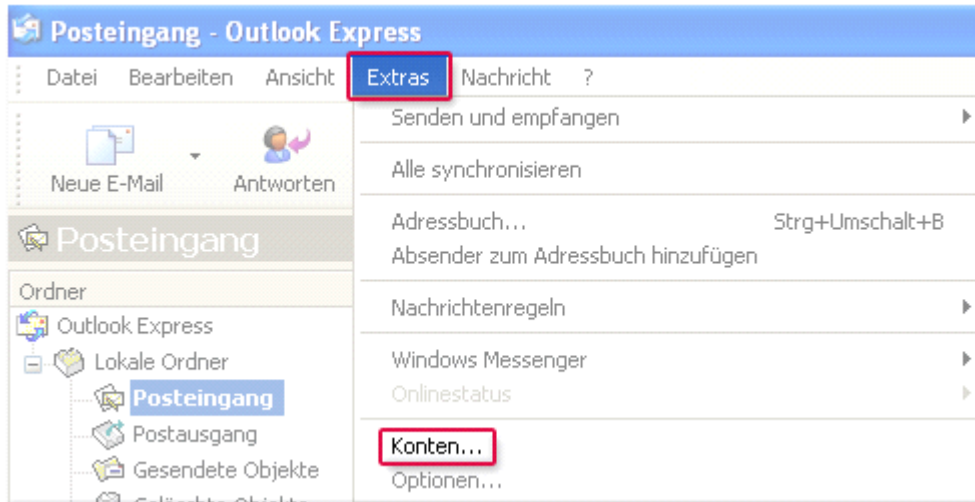 Posteingang - Outlook Express
Datei Bearbeiten Ansicht Extras Nachricht ?
Neue E-Mail Antworten
Posteingang
Ordner
Outlook Express
Lokale Ordner
Posteingang
Postausgang
Gesendete Objekte
Gelöschte Objekte
Senden und empfangen
Alle synchronisieren
Adressbuch... Strg+Umschalt+B
Absender zum Adressbuch hinzufügen
Nachrichtenregeln
Windows Messenger
Onlinestatus
Konten...
Optionen...